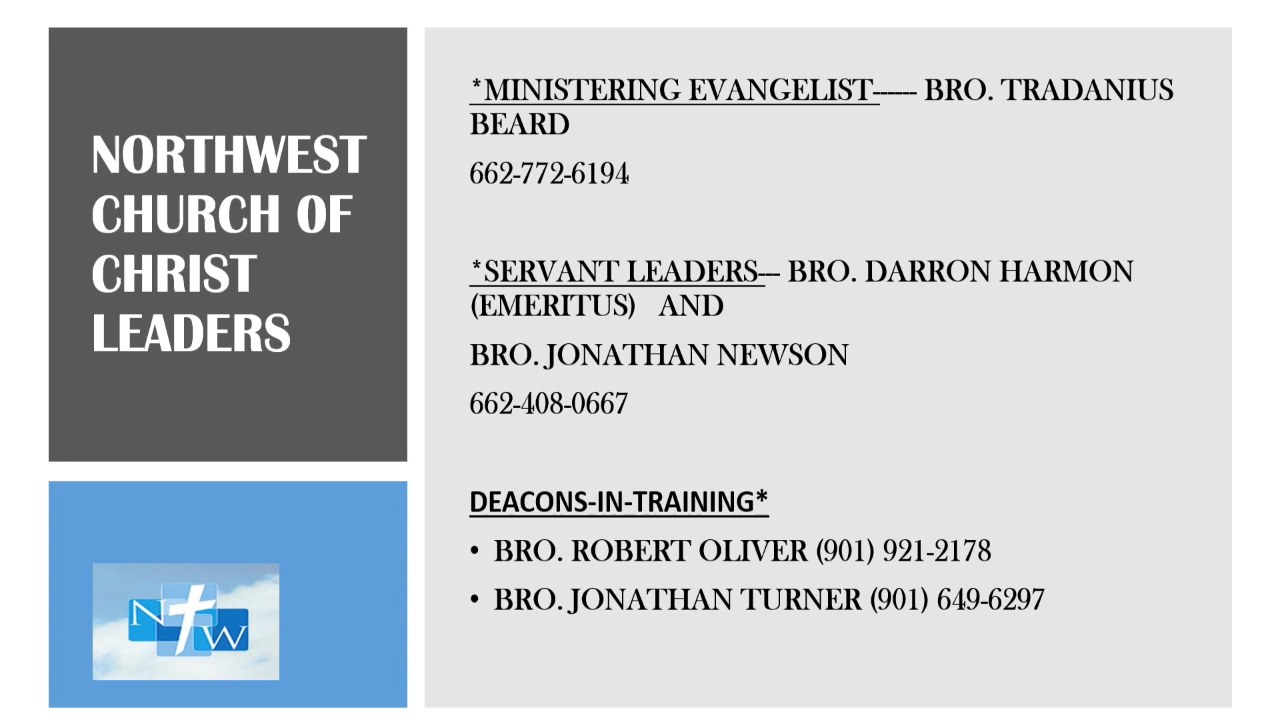 NORTHWEST
CHURCH OF
CHRIST
LEADERS
*MINISTERING EVANGELIST------ BRO. TRADANIUS
BEARD
662-772-6194
*SERVANT LEADERS--- BRO. DARRON HARMON
(EMERITUS) AND
BRO. JONATHAN NEWSON
662-408-0667
DEACONS-IN-TRAINING*
• BRO. ROBERT OLIVER (901) 921-2178
• BRO. JONATHAN TURNER (901) 649-6297
N W